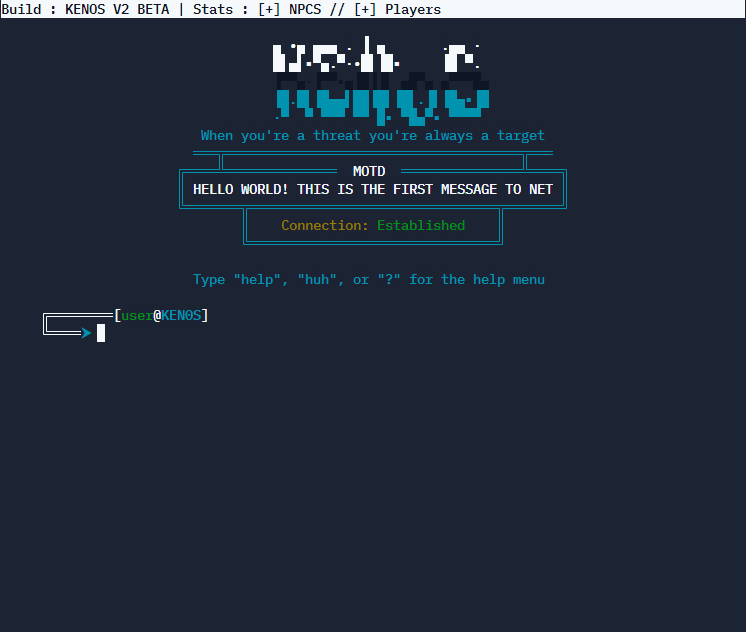 Build : KENOS V2 BETA | Stats : [+] NPCS // [+] Players
When you're a threat you're always a target
MOTD
HELLO WORLD! THIS IS THE FIRST MESSAGE TO NET
Connection: Established
Type "help", "huh", or "?" for the help menu
[user@KEN0S]